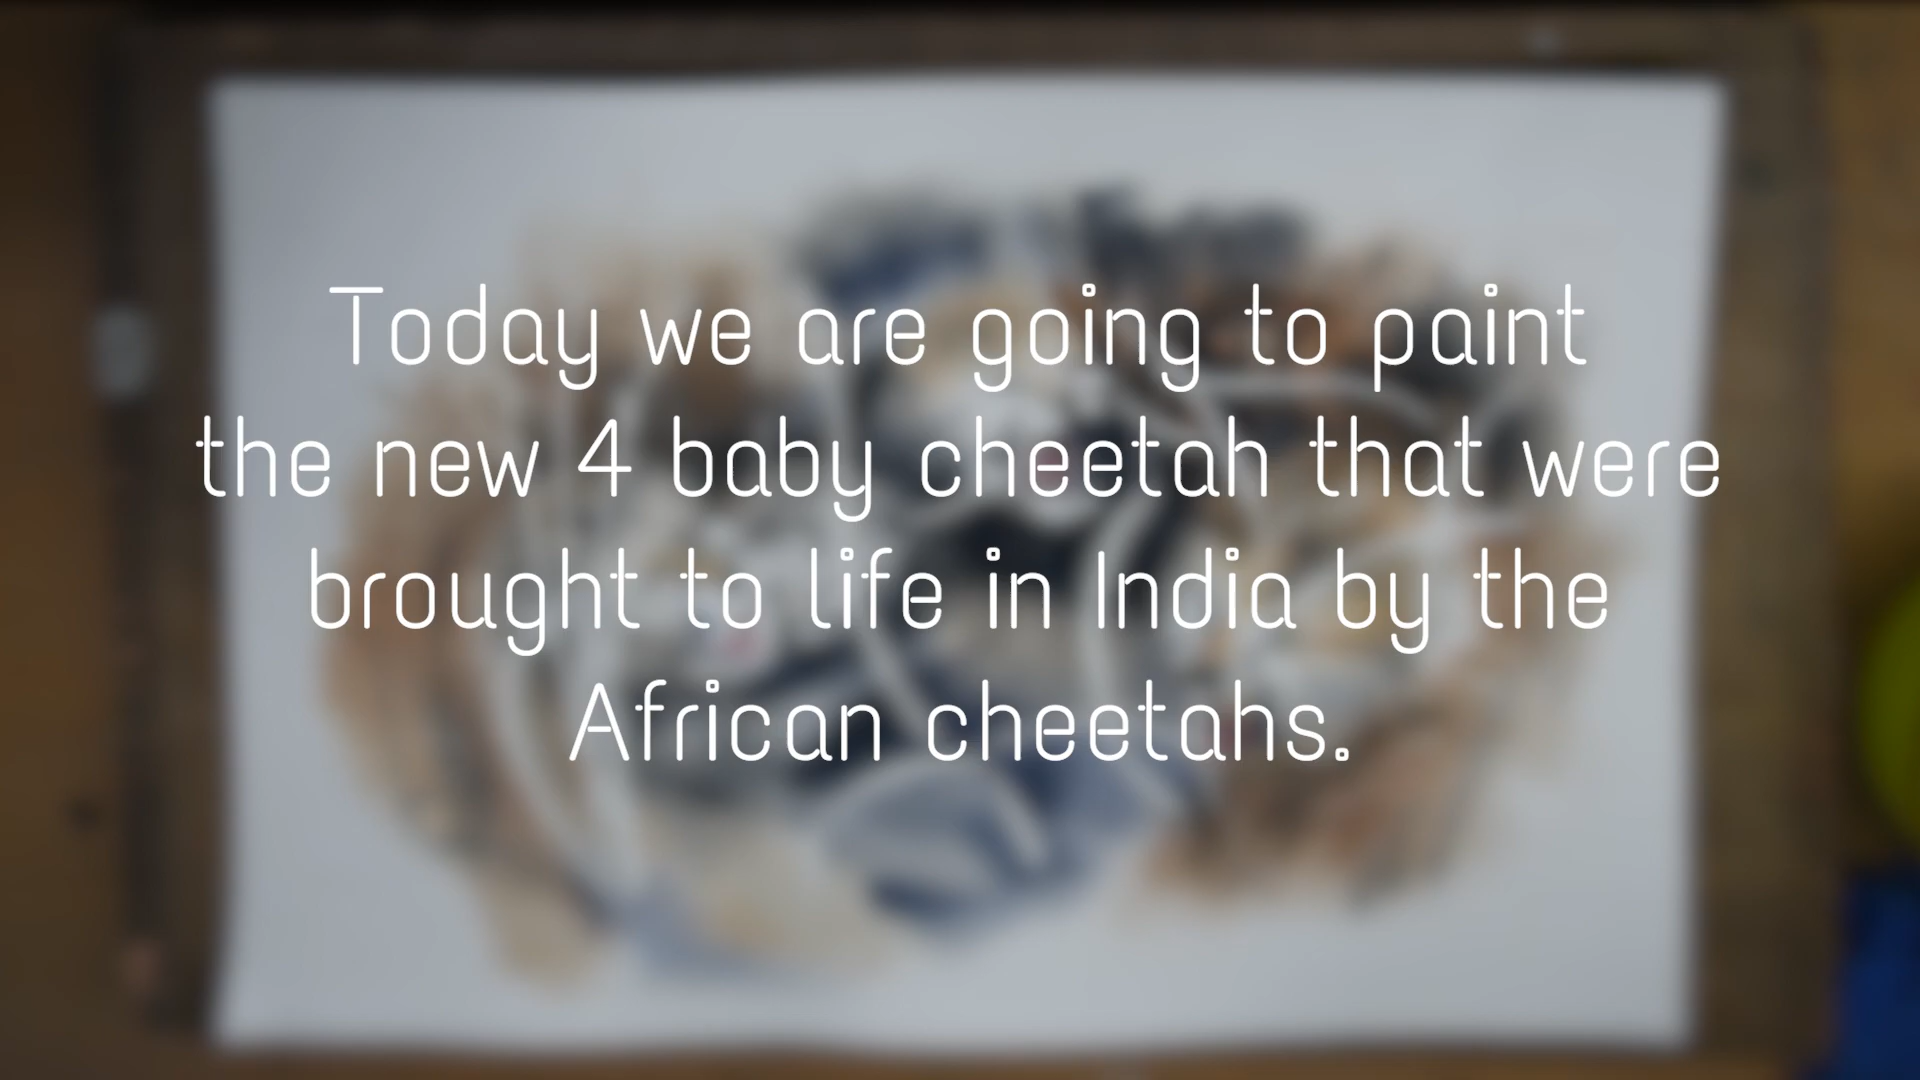 Today we are going to paint
the new 4 baby cheetah that were
brought to life in India by the
African cheetahs.